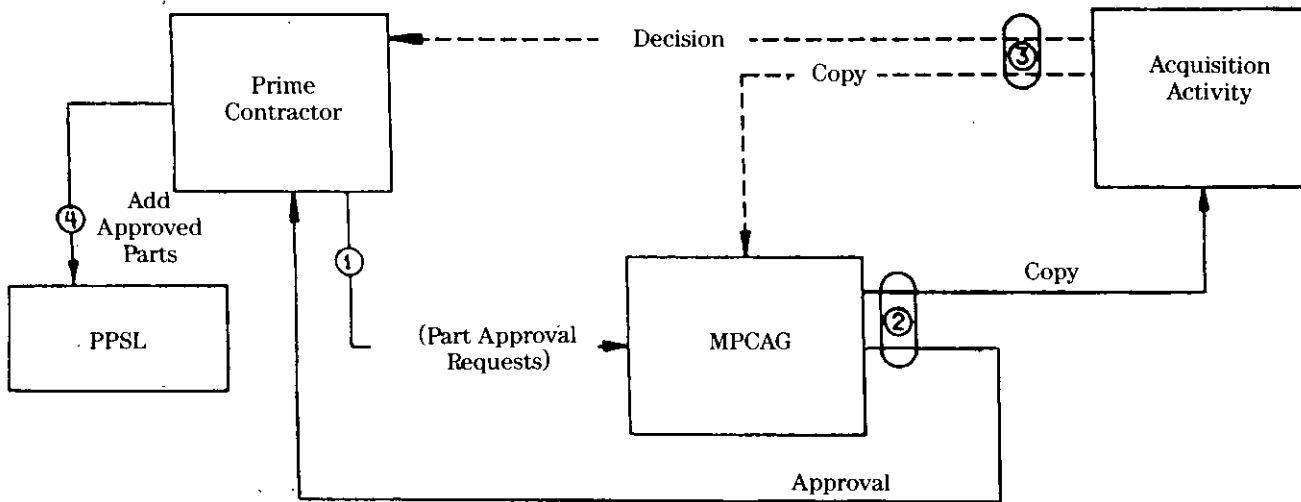 Prime
Contractor
Decision
Copy
③
Acquisition
Activity
④
Add
Approved
Parts
①
PPSL
(Part Approval
Requests)
MPCAG
②
Copy
Approval